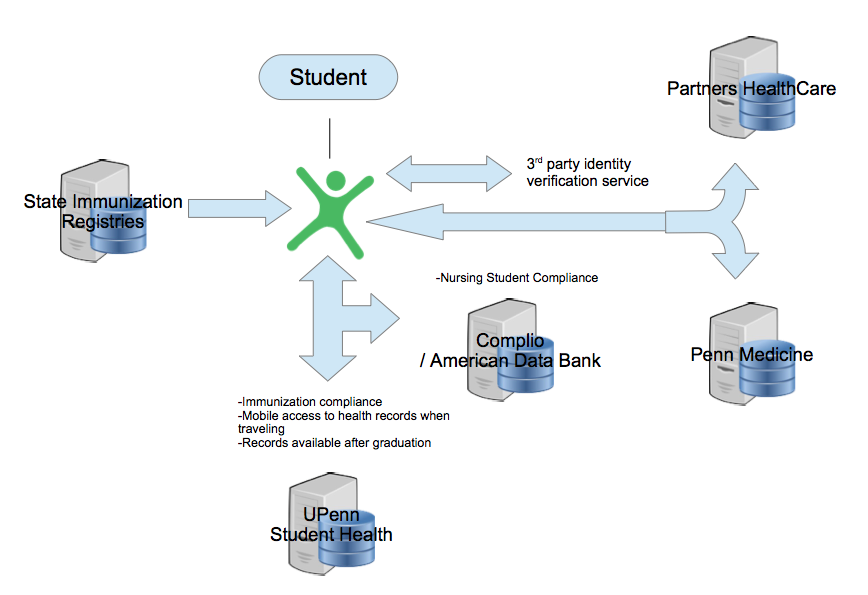 Student
Partners HealthCare
3rd party identity
verification service
State Immunization
Registries
-Nursing Student Compliance
Complio
/ American Data Bank
Penn Medicine
-Immunization compliance
-Mobile access to health records when
traveling
-Records available after graduation
UPenn
Student Health